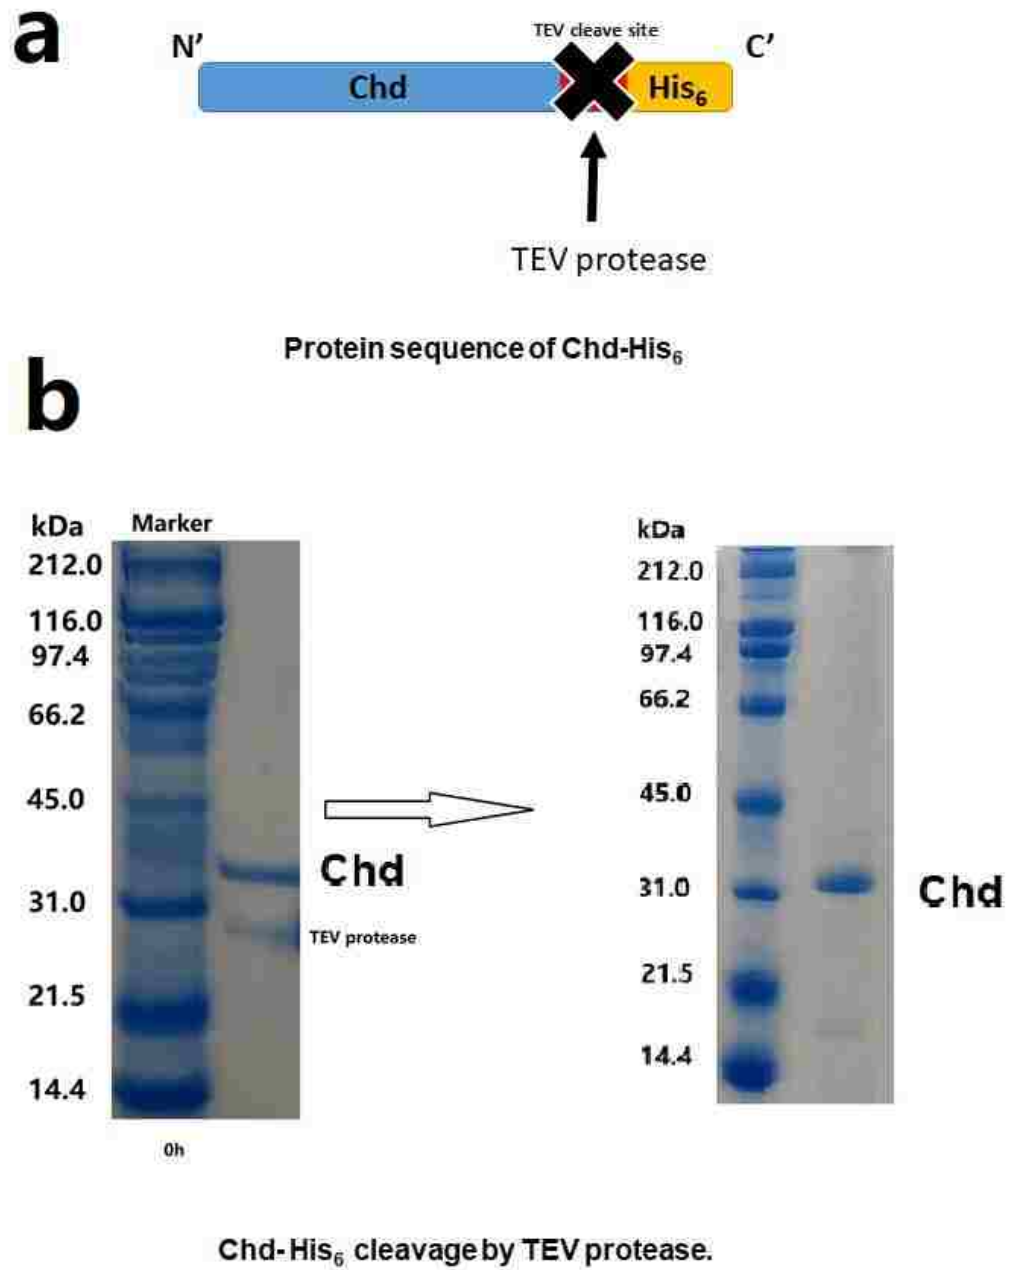 a
TEV cleave site
N’
C’
Chd
His6
TEV protease
Protein sequence of Chd-His6
b
kDa
Marker
212.0
116.0
97.4
66.2
45.0
31.0
21.5
14.4
Chd
TEV protease
0h
kDa
212.0
116.0
97.4
66.2
45.0
31.0
21.5
14.4
Chd
Chd-His6 cleavage by TEV protease.